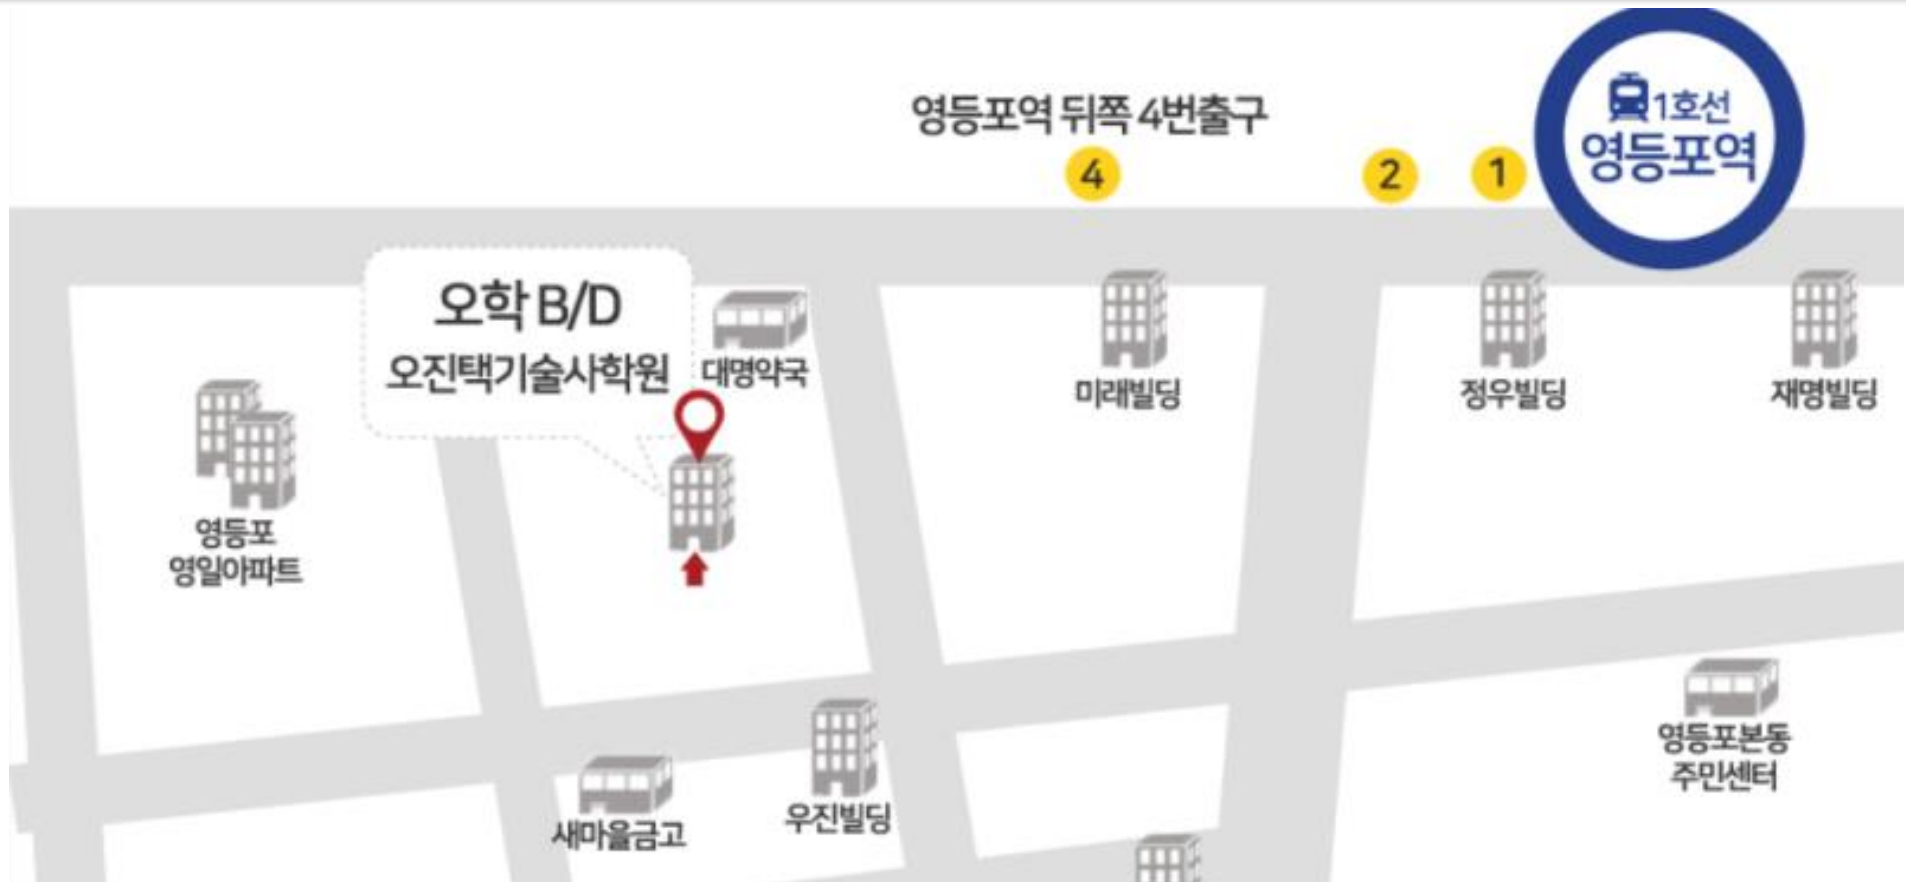 1호선
영등포역
영등포역 뒤쪽 4번출구
4
2
1
오학 B/D
오진택기술사학원
대명약국
미래빌딩
정우빌딩
재명빌딩
영등포
영일아파트
영등포본동
주민센터
새마을금고
우진빌딩